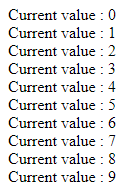 Current value : 0
Current value : 1
Current value : 2
Current value : 3
Current value : 4
Current value : 5
Current value : 6
Current value : 7
Current value : 8
Current value : 9